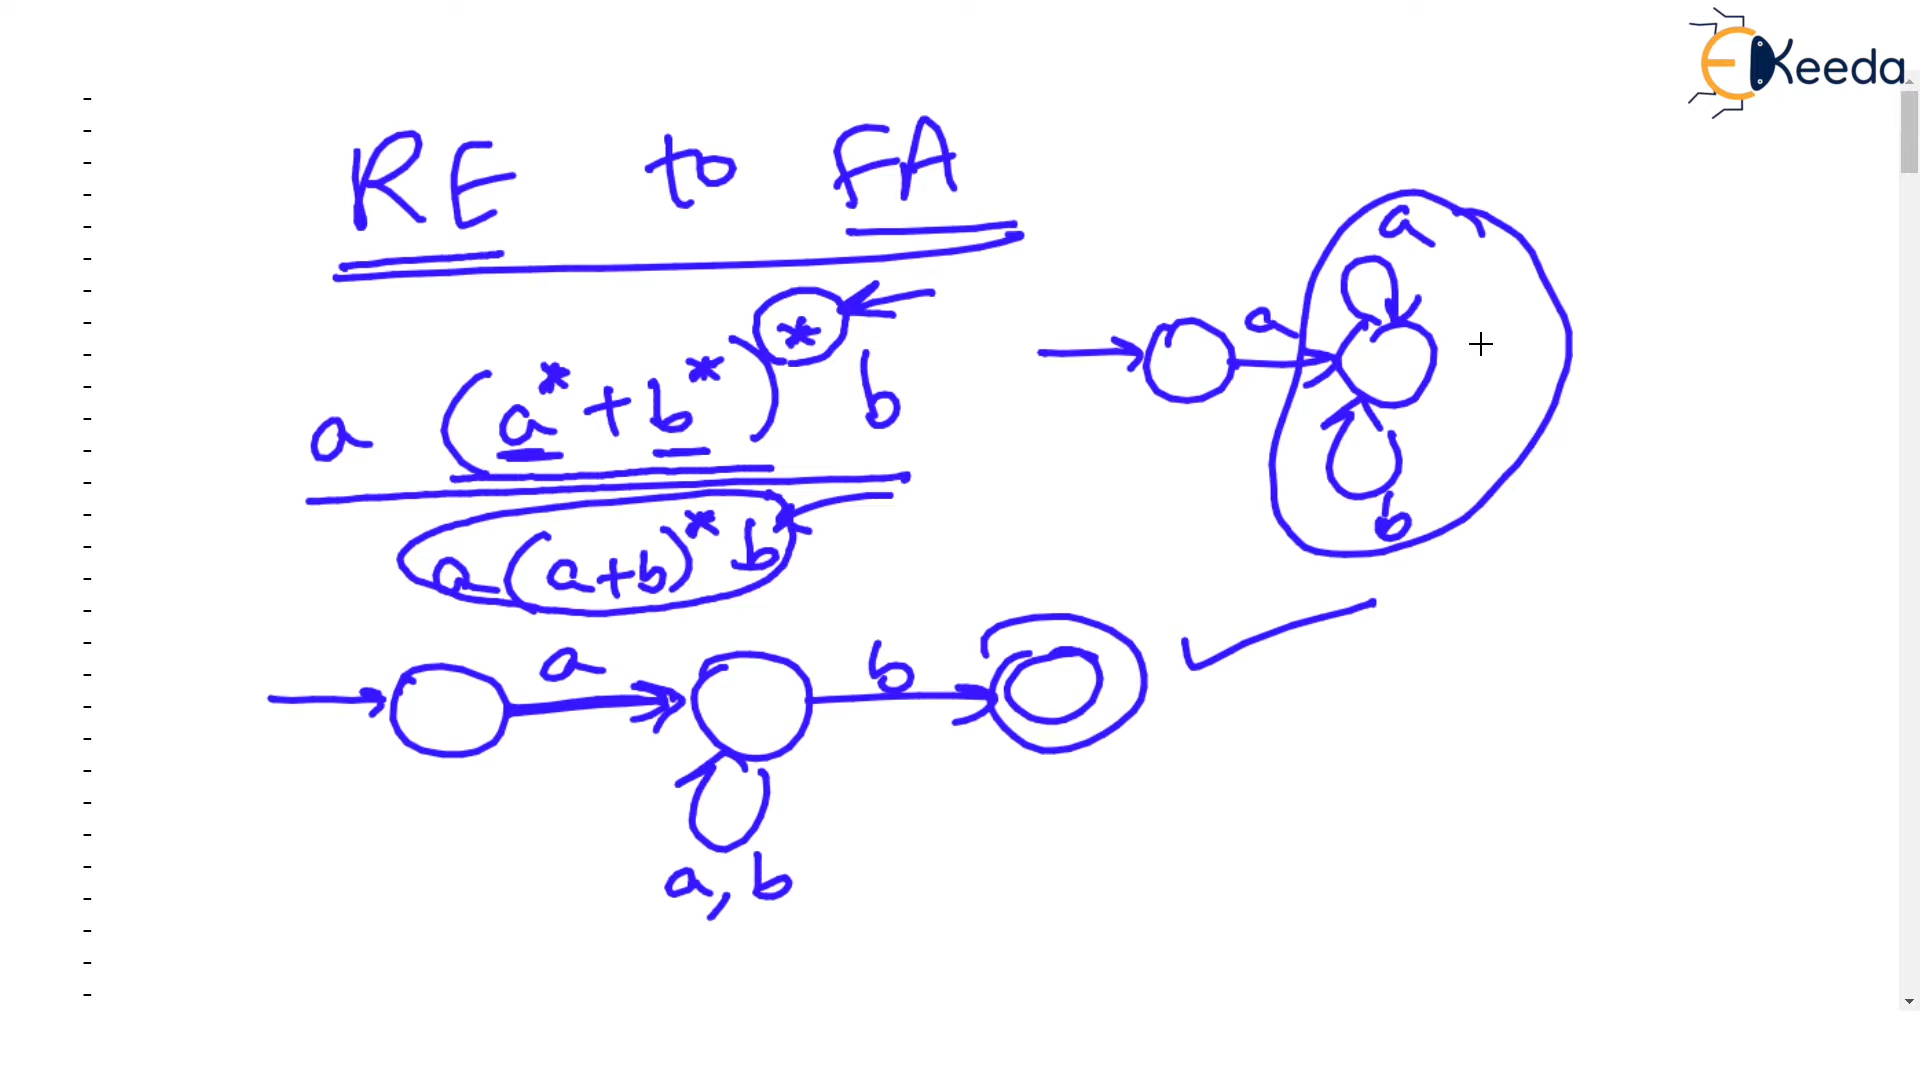 EKeeda
RE to FA
a (a* + b*)* b
a (a+b)* b
a
a
b
a
b
a, b